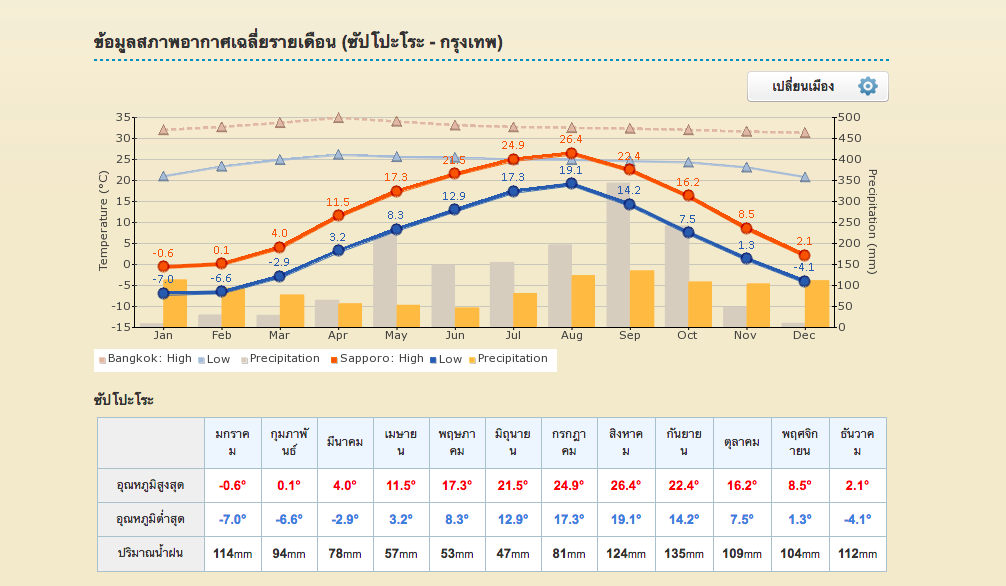 ข้อมูลสภาพอากาศเฉลี่ยรายเดือน (ซัปโปะโระ - กรุงเทพ)
เปลี่ยนเมือง
35 500
30 450
25 400
20 350
15 300
10 250
5 200
0 150
-5 100
-10 50
-15 0
Temperature (°C)
Precipitation (mm)
-0.6 0.1 4.0 11.5 17.3 21.5 24.9 26.4 22.4 16.2 8.5 2.1
-7.0 -6.6 -2.9 3.2 8.3 12.9 17.3 19.1 14.2 7.5 1.3 -4.1
Jan Feb Mar Apr May Jun Jul Aug Sep Oct Nov Dec
Bangkok: High Low Precipitation Sapporo: High Low Precipitation
ซัปโปะโระ
มกราค กุมภาพั มีนาคม เมษาย พฤษภา มิถุนาย กรกฎา สิงหาค กันยาย ตุลาคม พฤศจิก ธันวาค
ม นธ์ น คม น คม ม น ายน ม
อุณหภูมิสูงสุด -0.6° 0.1° 4.0° 11.5° 17.3° 21.5° 24.9° 26.4° 22.4° 16.2° 8.5° 2.1°
อุณหภูมิต่ำสุด -7.0° -6.6° -2.9° 3.2° 8.3° 12.9° 17.3° 19.1° 14.2° 7.5° 1.3° -4.1°
ปริมาณน้ำฝน 114mm 94mm 78mm 57mm 53mm 47mm 81mm 124mm 135mm 109mm 104mm 112mm